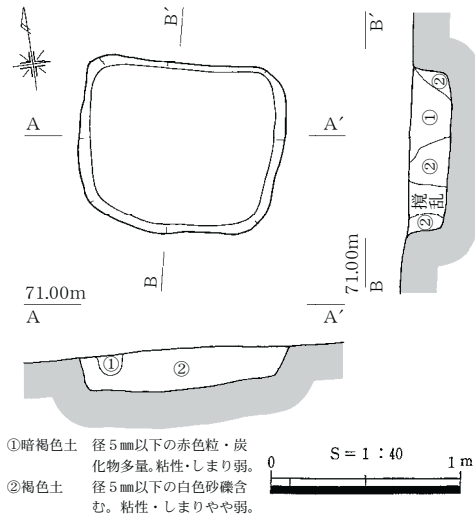 B′
B′
②
①
A
A′
②
攪乱
②
B
71.00m
B
71.00m
A
A′
①
②
①暗褐色土 径5㎜以下の赤色粒・炭
化物多量。粘性・しまり弱。
②褐色土 径5㎜以下の白色砂礫含
む。粘性・しまりやや弱。
S=1:40
0
1m